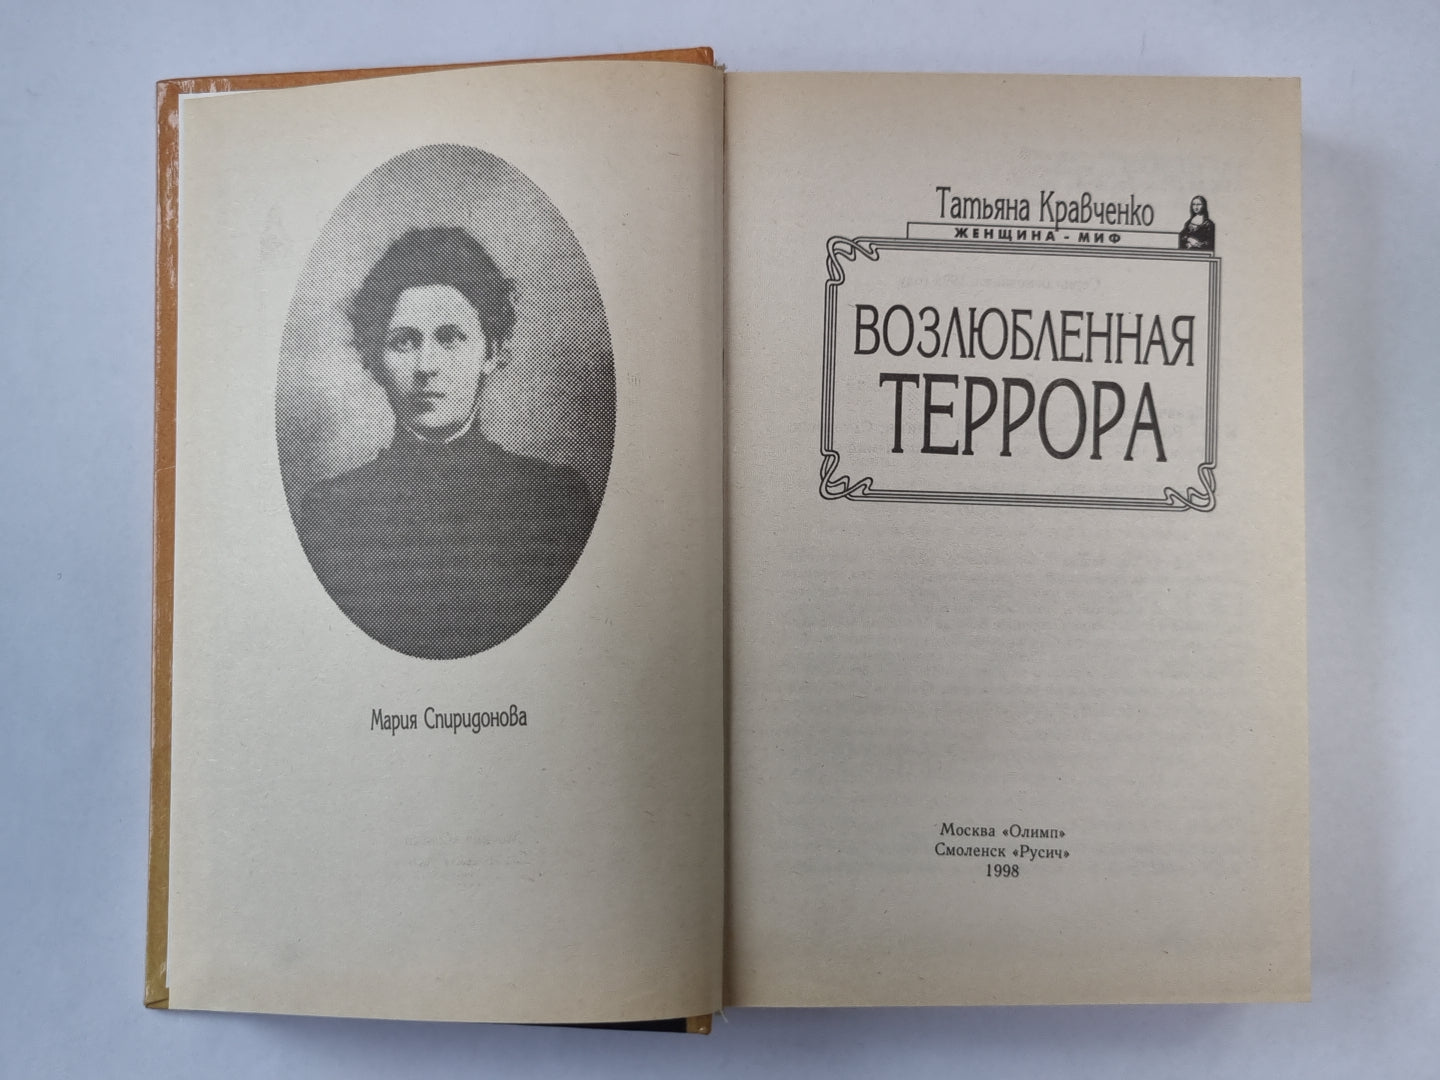 Мария Спиридонова
Татьяна Кравченко
ЖЕНЩИНА - МИФ
ВОЗЛЮБЛЕННАЯ
ТЕРРОРА
Москва «Олимп»
Смоленск «Русич»
1998